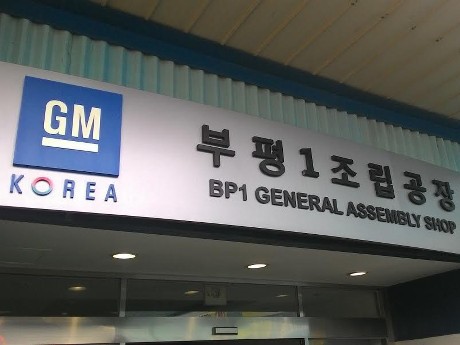 GM
KOREA
부평1조립공장
BP1 GENERAL ASSEMBLY SHOP